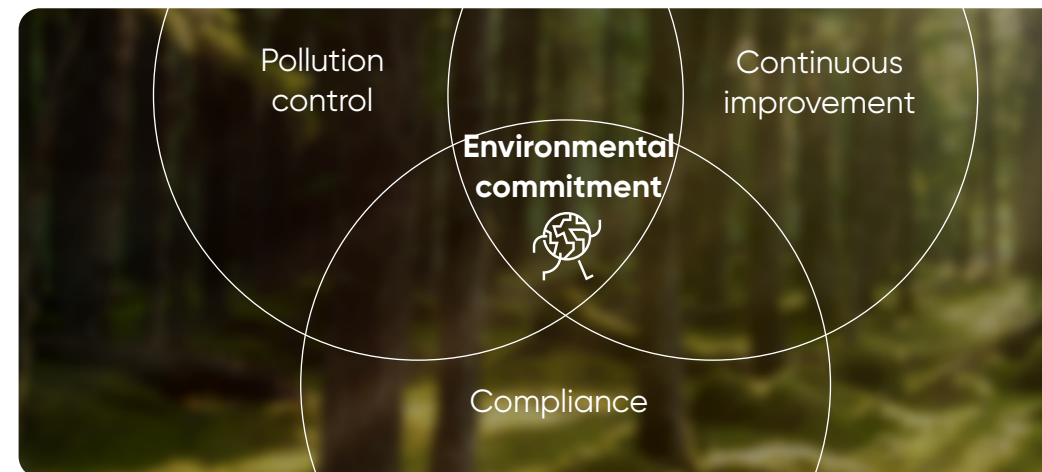 Pollution
control
Continuous
improvement
Environmental
commitment
Compliance